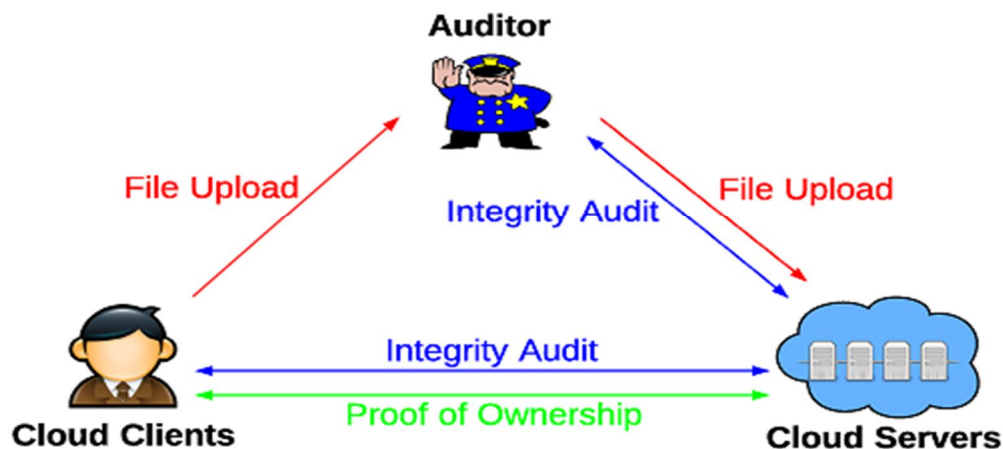 Auditor
File Upload
File Upload
Integrity Audit
Integrity Audit
Proof of Ownership
Cloud Clients
Cloud Servers